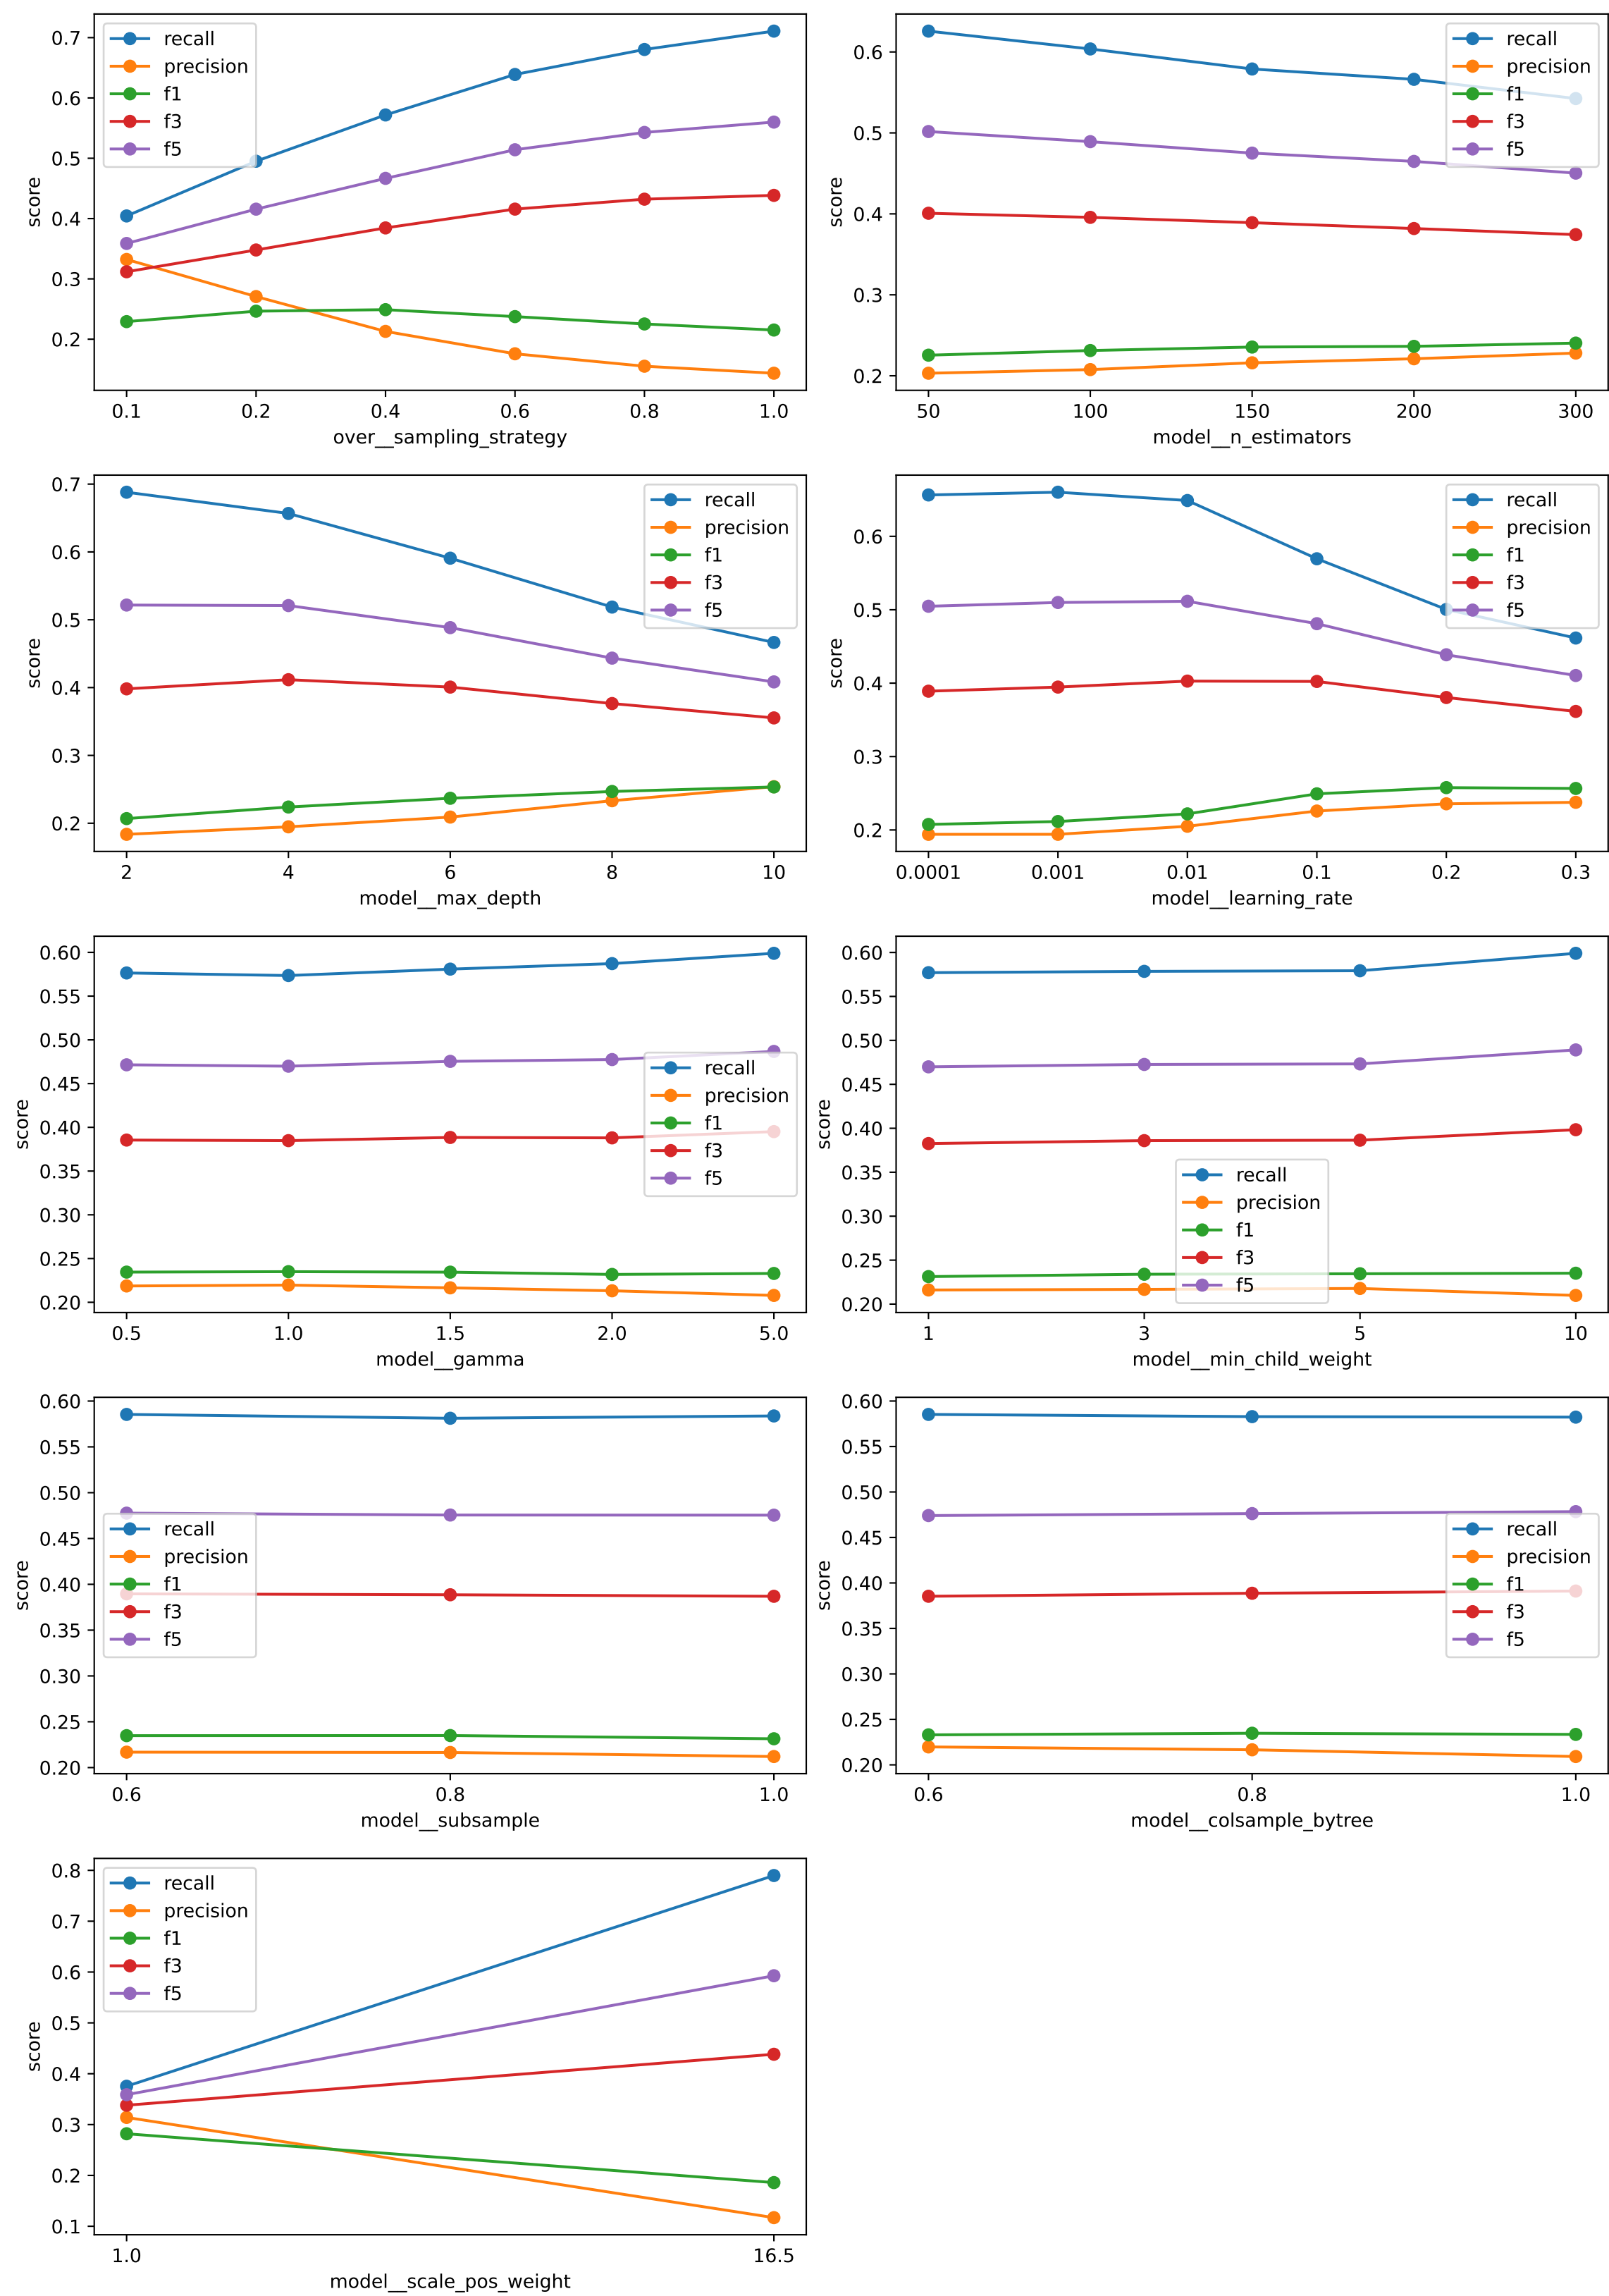 0.7
0.6
0.5
0.4
0.3
0.2
score
recall
precision
f1
f3
f5
0.1 0.2 0.4 0.6 0.8 1.0
over__sampling_strategy
0.6
0.5
0.4
0.3
0.2
score
recall
precision
f1
f3
f5
50 100 150 200 300
model__n_estimators
0.7
0.6
0.5
0.4
0.3
0.2
score
recall
precision
f1
f3
f5
2 4 6 8 10
model__max_depth
0.6
0.5
0.4
0.3
0.2
score
recall
precision
f1
f3
f5
0.0001 0.001 0.01 0.1 0.2 0.3
model__learning_rate
0.60
0.55
0.50
0.45
0.40
0.35
0.30
0.25
0.20
score
recall
precision
f1
f3
f5
0.5 1.0 1.5 2.0 5.0
model__gamma
0.60
0.55
0.50
0.45
0.40
0.35
0.30
0.25
0.20
score
recall
precision
f1
f3
f5
1 3 5 10
model__min_child_weight
0.60
0.55
0.50
0.45
0.40
0.35
0.30
0.25
0.20
score
recall
precision
f1
f3
f5
0.6 0.8 1.0
model__subsample
0.60
0.55
0.50
0.45
0.40
0.35
0.30
0.25
0.20
score
recall
precision
f1
f3
f5
0.6 0.8 1.0
model__colsample_bytree
0.8
0.7
0.6
0.5
0.4
0.3
0.2
0.1
score
recall
precision
f1
f3
f5
1.0 16.5
model__scale_pos_weight